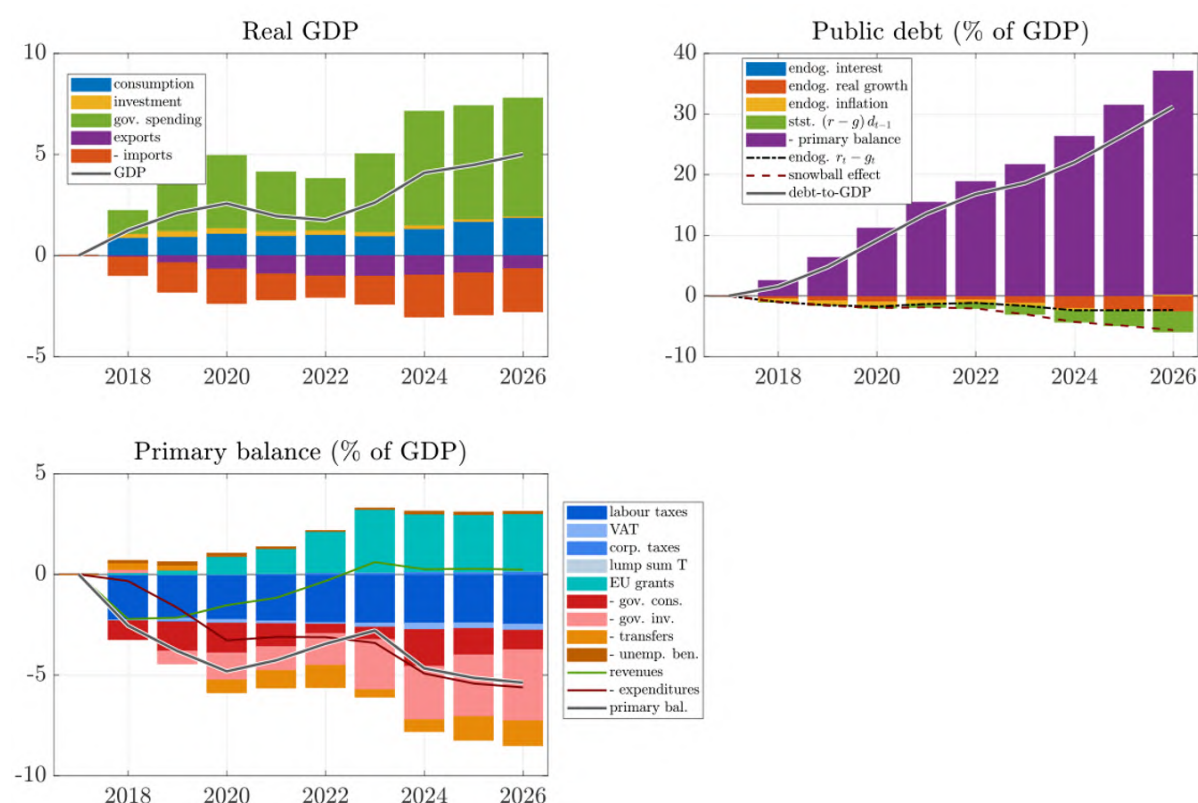 Real GDP
10
5
0
-5
consumption
investment
gov. spending
exports
- imports
GDP
2018 2020 2022 2024 2026
Public debt (% of GDP)
40
30
20
10
0
-10
endog. interest
endog. real growth
endog. inflation
stst. (r − g) dₜ₋₁
- primary balance
endog. rₜ − gₜ
snowball effect
debt-to-GDP
2018 2020 2022 2024 2026
Primary balance (% of GDP)
5
0
-5
-10
2018 2020 2022 2024 2026
labour taxes
VAT
corp. taxes
lump sum T
EU grants
- gov. cons.
- gov. inv.
- transfers
- unemp. ben.
revenues
- expenditures
primary bal.